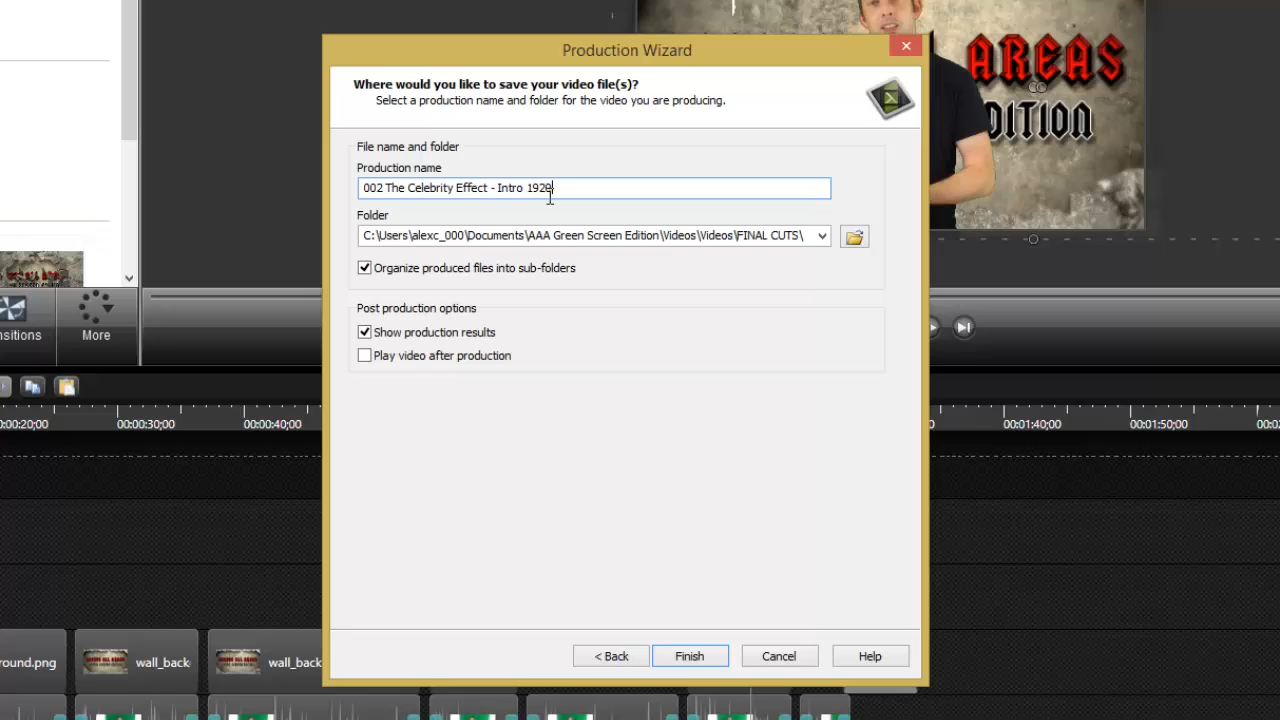 Production Wizard
AREAS
EDITION
Where would you like to save your video file(s)?
Select a production name and folder for the video you are producing.
File name and folder
Production name
002 The Celebrity Effect - Intro 1920
Folder
C:\Users\alexc_000\Documents\AAA Green Screen Edition\Videos\Videos\FINAL CUTS\
Organize produced files into sub-folders
Post production options
Show production results
Play video after production
nsitions
More
00:00:20;00
00:00:30;00
00:00:40;00
00:01:40;00
00:01:50;00
00:0
round.png
wall_back
wall_back
< Back
Finish
Cancel
Help